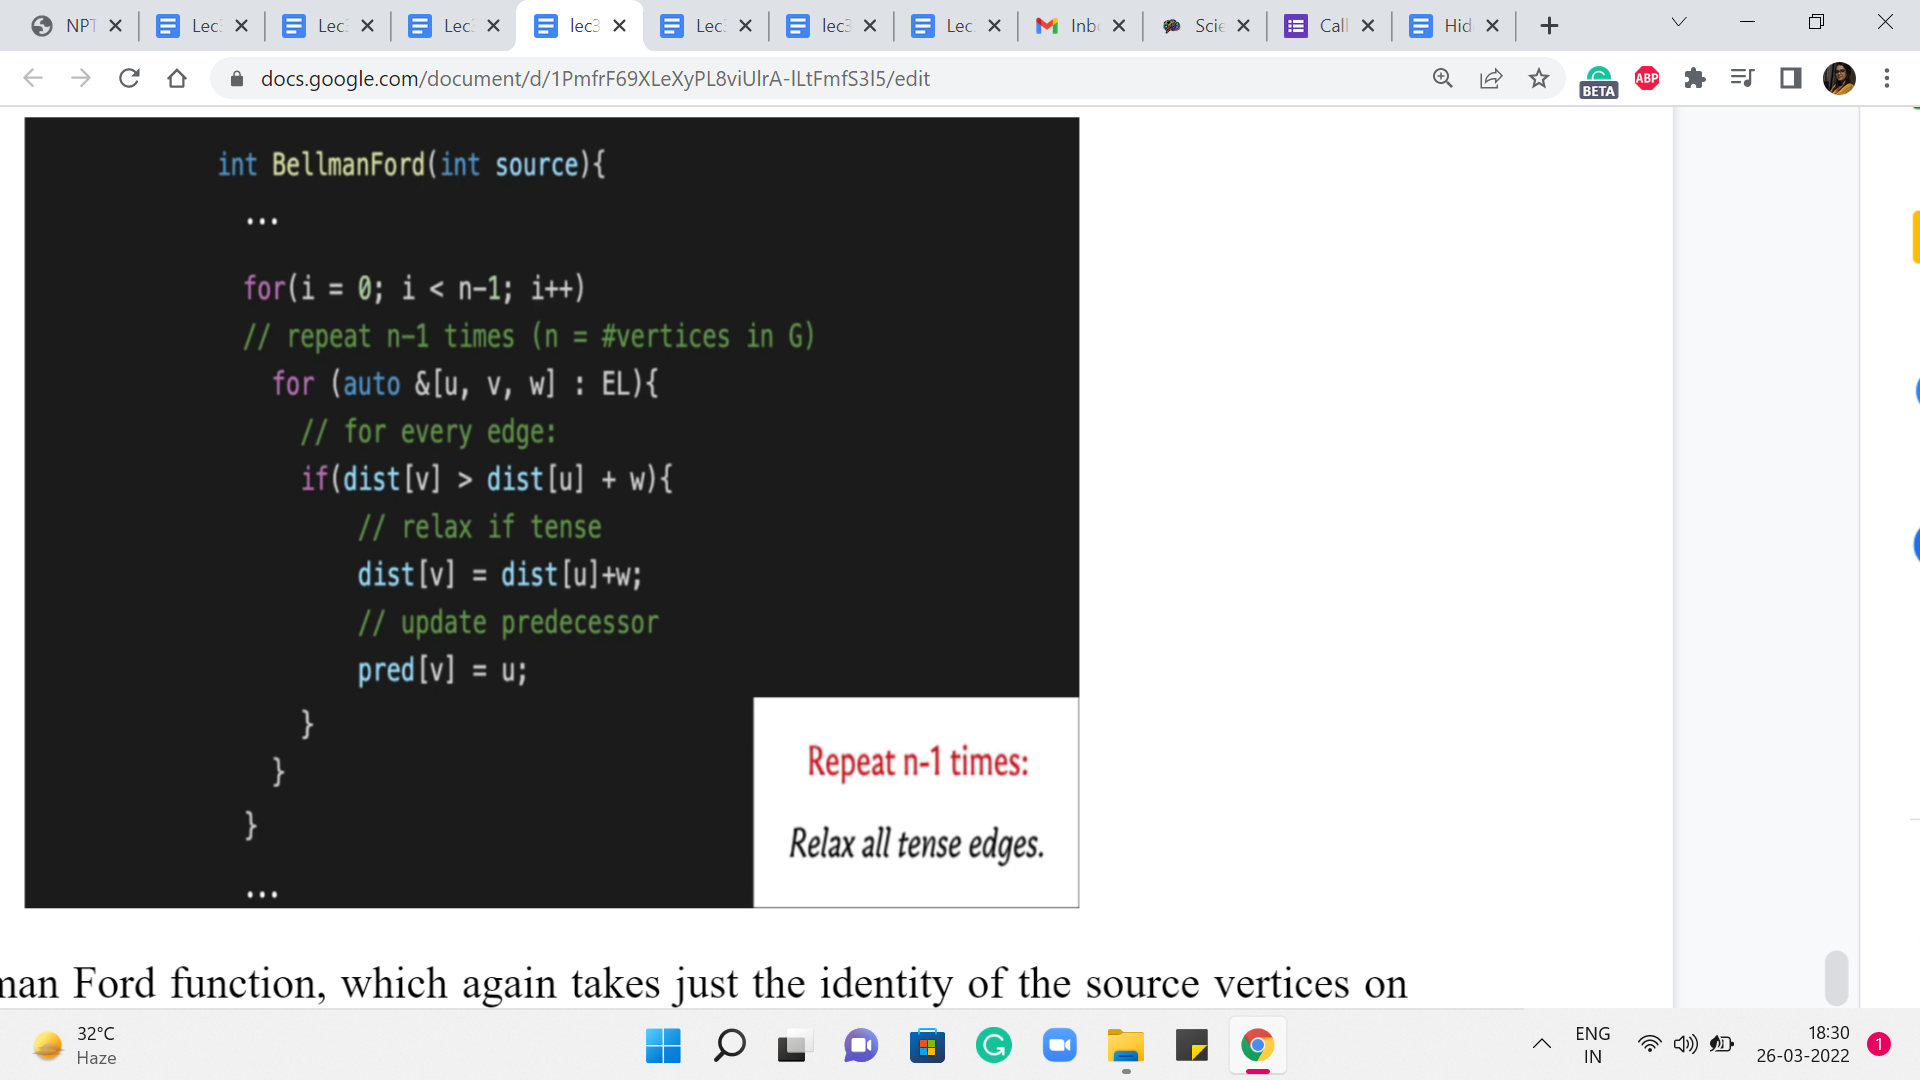 NPT
Lec
Lec
Lec
lec3
Lec
lec3
Lec
Inb
Scie
Call
Hid
docs.google.com/document/d/1PmfrF69XLeXyPL8viUlrA-lLtFmfS3l5/edit
BETA
ABP
int BellmanFord(int source){
...
for(i = 0; i < n-1; i++)
// repeat n-1 times (n = #vertices in G)
for (auto &[u, v, w] : EL){
// for every edge:
if(dist[v] > dist[u] + w){
// relax if tense
dist[v] = dist[u]+w;
// update predecessor
pred[v] = u;
}
}
}
...
Repeat n-1 times:
Relax all tense edges.
man Ford function, which again takes just the identity of the source vertices on
32°C
Haze
ENG
IN
18:30
26-03-2022
1